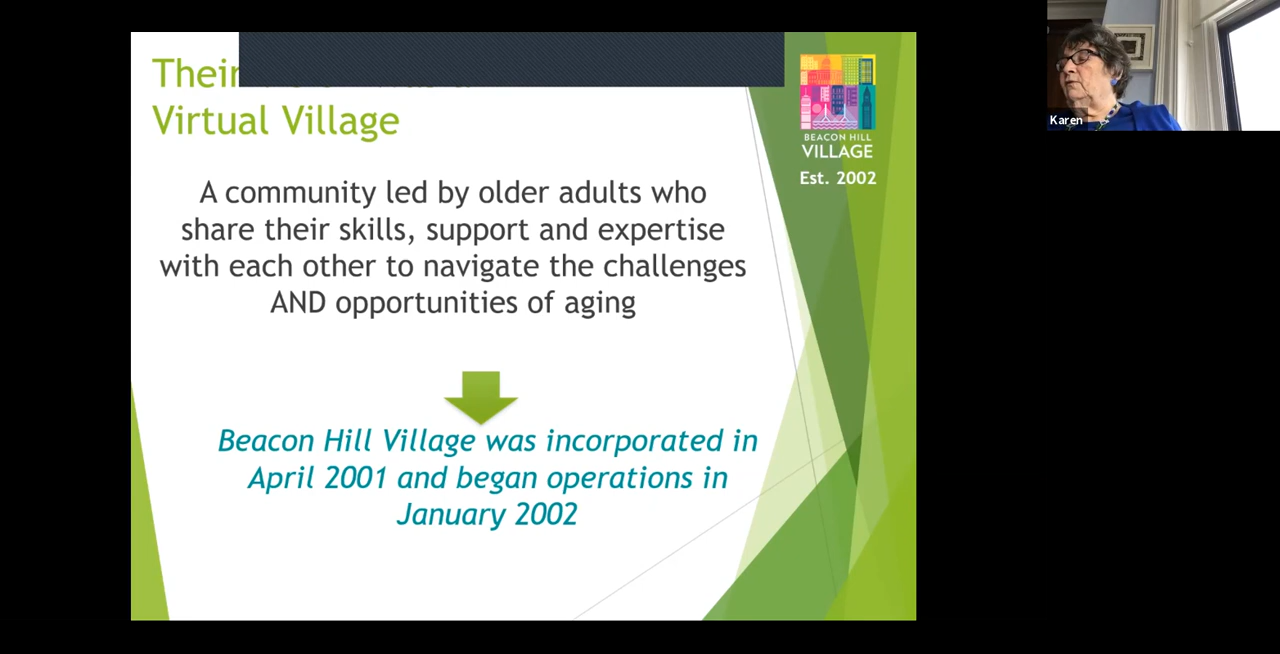 Their
Virtual Village
A community led by older adults who
share their skills, support and expertise
with each other to navigate the challenges
AND opportunities of aging
Beacon Hill Village was incorporated in
April 2001 and began operations in
January 2002
BEACON HILL
VILLAGE
Est. 2002
Karen